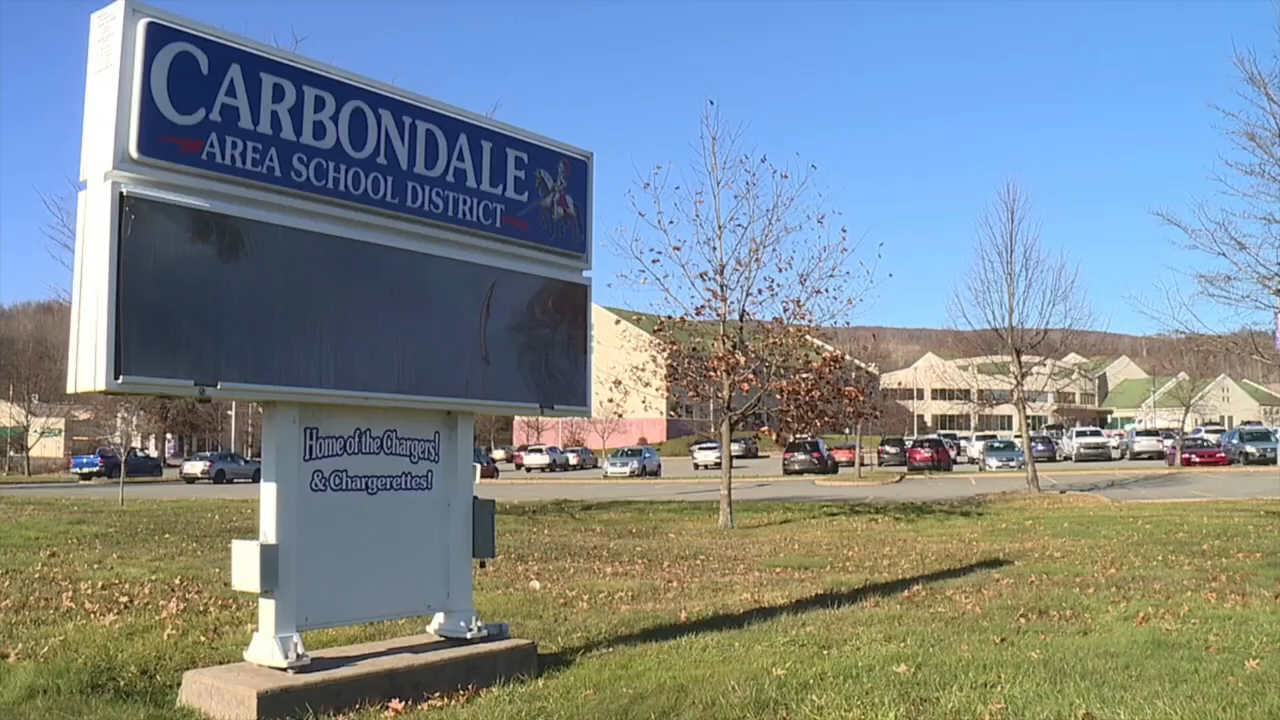 CARBONDALE
AREA SCHOOL DISTRICT
Home of the Chargers!
& Chargerettes!